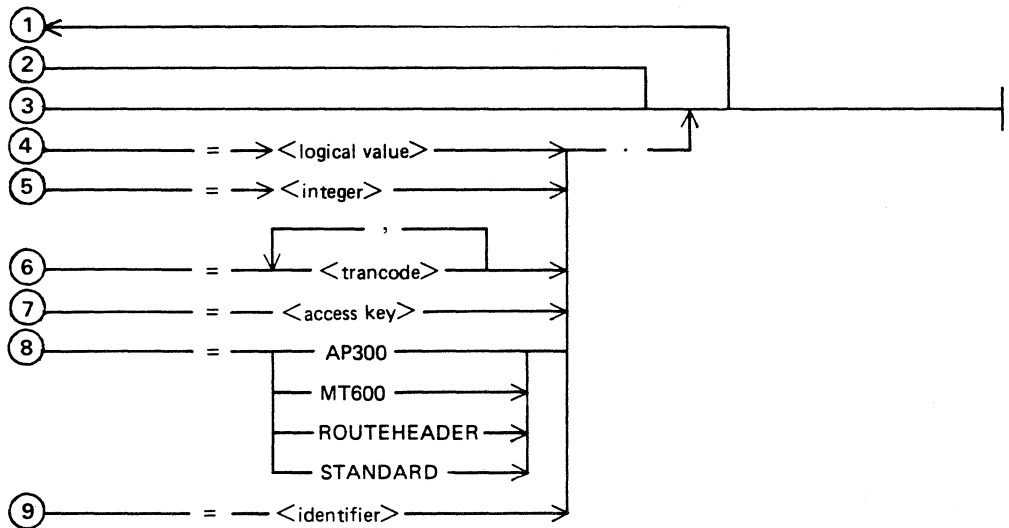 1
2
3
4 = <logical value> .
5 = <integer>
,
6 = <trancode>
7 = <access key>
8 = AP300
MT600
ROUTEHEADER
STANDARD
9 = <identifier>